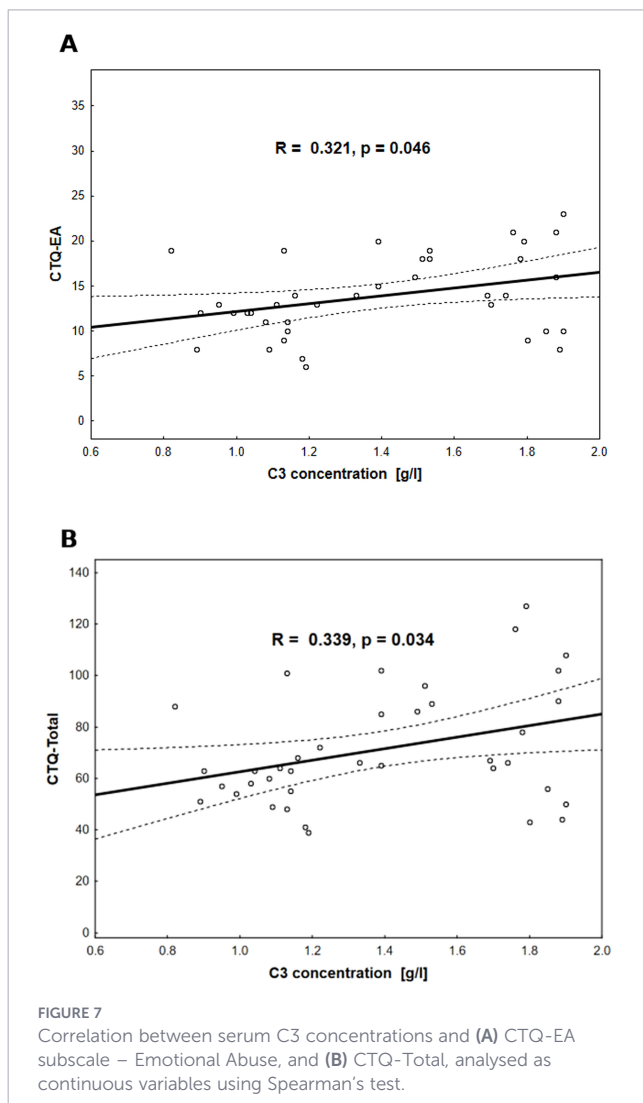 A
R = 0.321, p = 0.046
CTQ-EA
35
30
25
20
15
10
5
0
0.6 0.8 1.0 1.2 1.4 1.6 1.8 2.0
C3 concentration [g/l]
B
R = 0.339, p = 0.034
CTQ-Total
140
120
100
80
60
40
20
0
0.6 0.8 1.0 1.2 1.4 1.6 1.8 2.0
C3 concentration [g/l]
FIGURE 7
Correlation between serum C3 concentrations and (A) CTQ-EA
subscale – Emotional Abuse, and (B) CTQ-Total, analysed as
continuous variables using Spearman’s test.